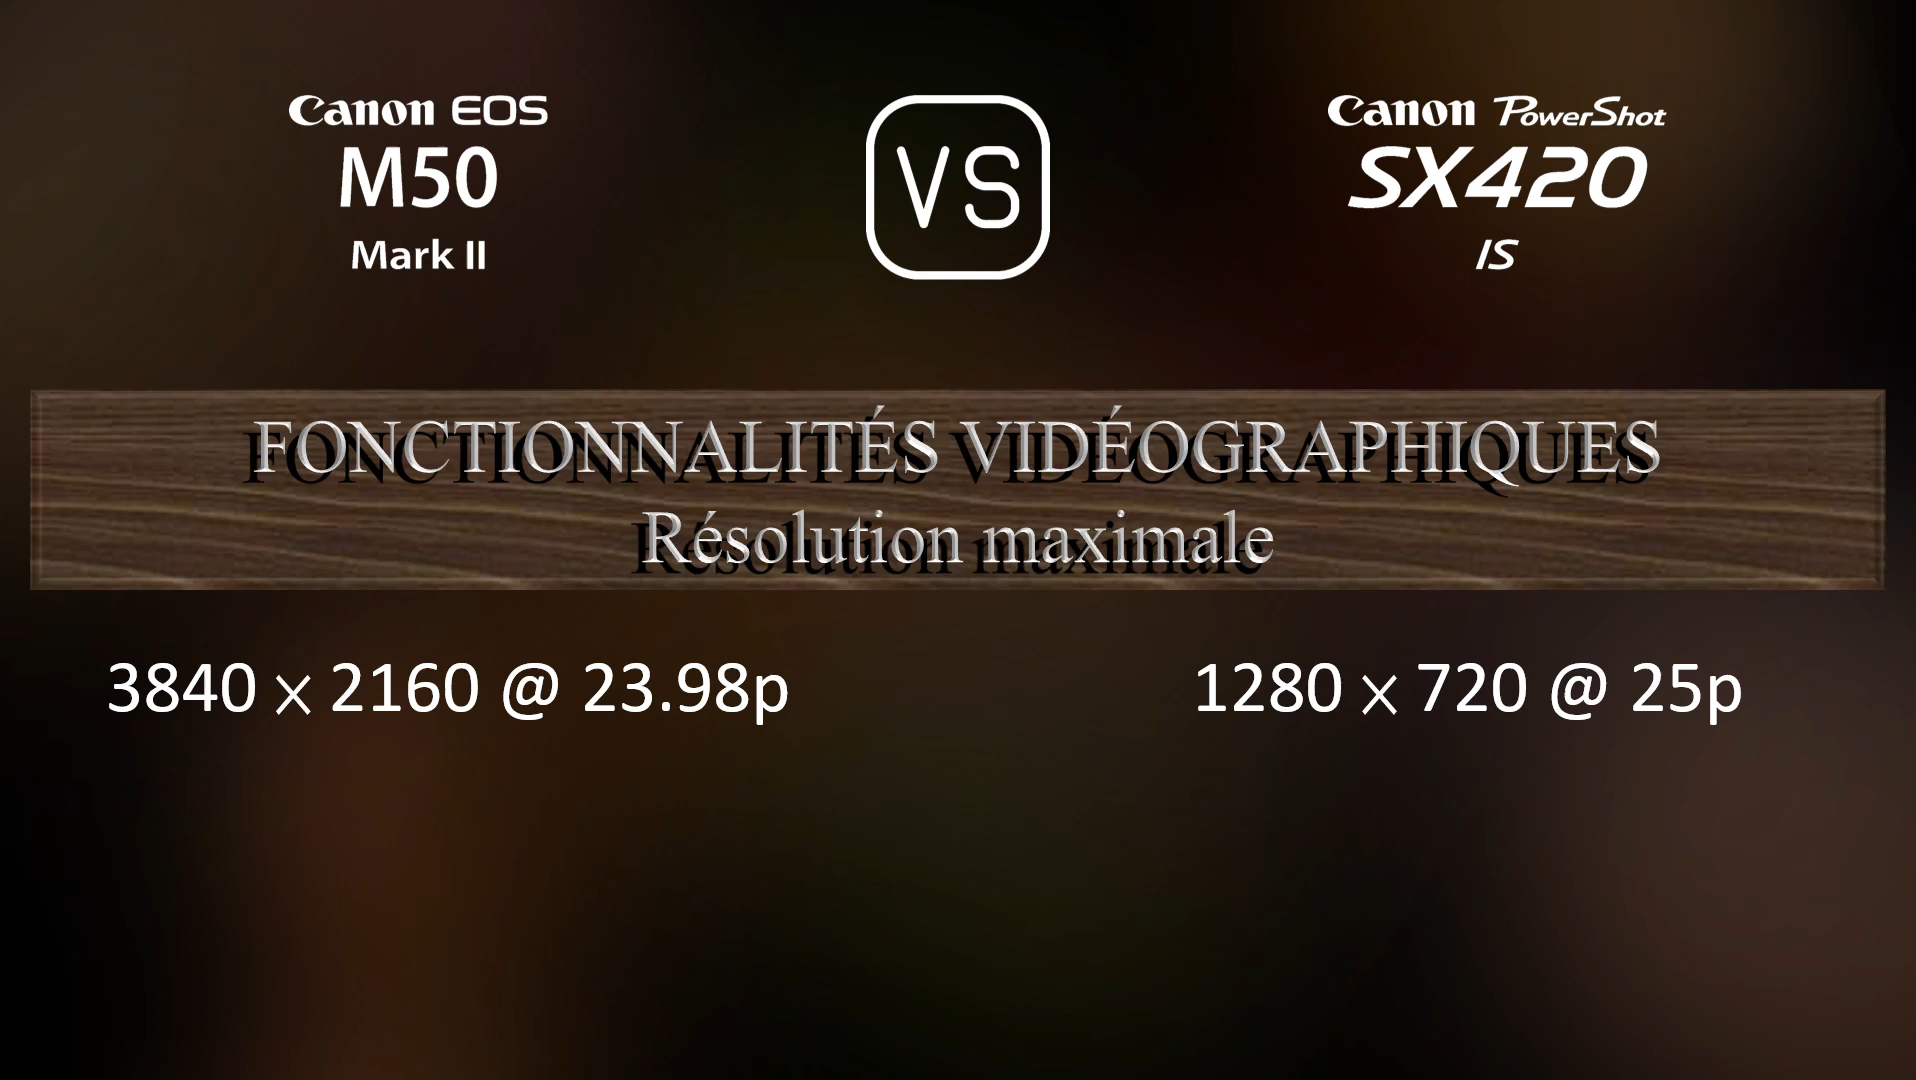 Canon EOS
M50
Mark II
VS
Canon PowerShot
SX420
IS
FONCTIONNALITÉS VIDÉOGRAPHIQUES
Résolution maximale
3840 x 2160 @ 23.98p
1280 x 720 @ 25p